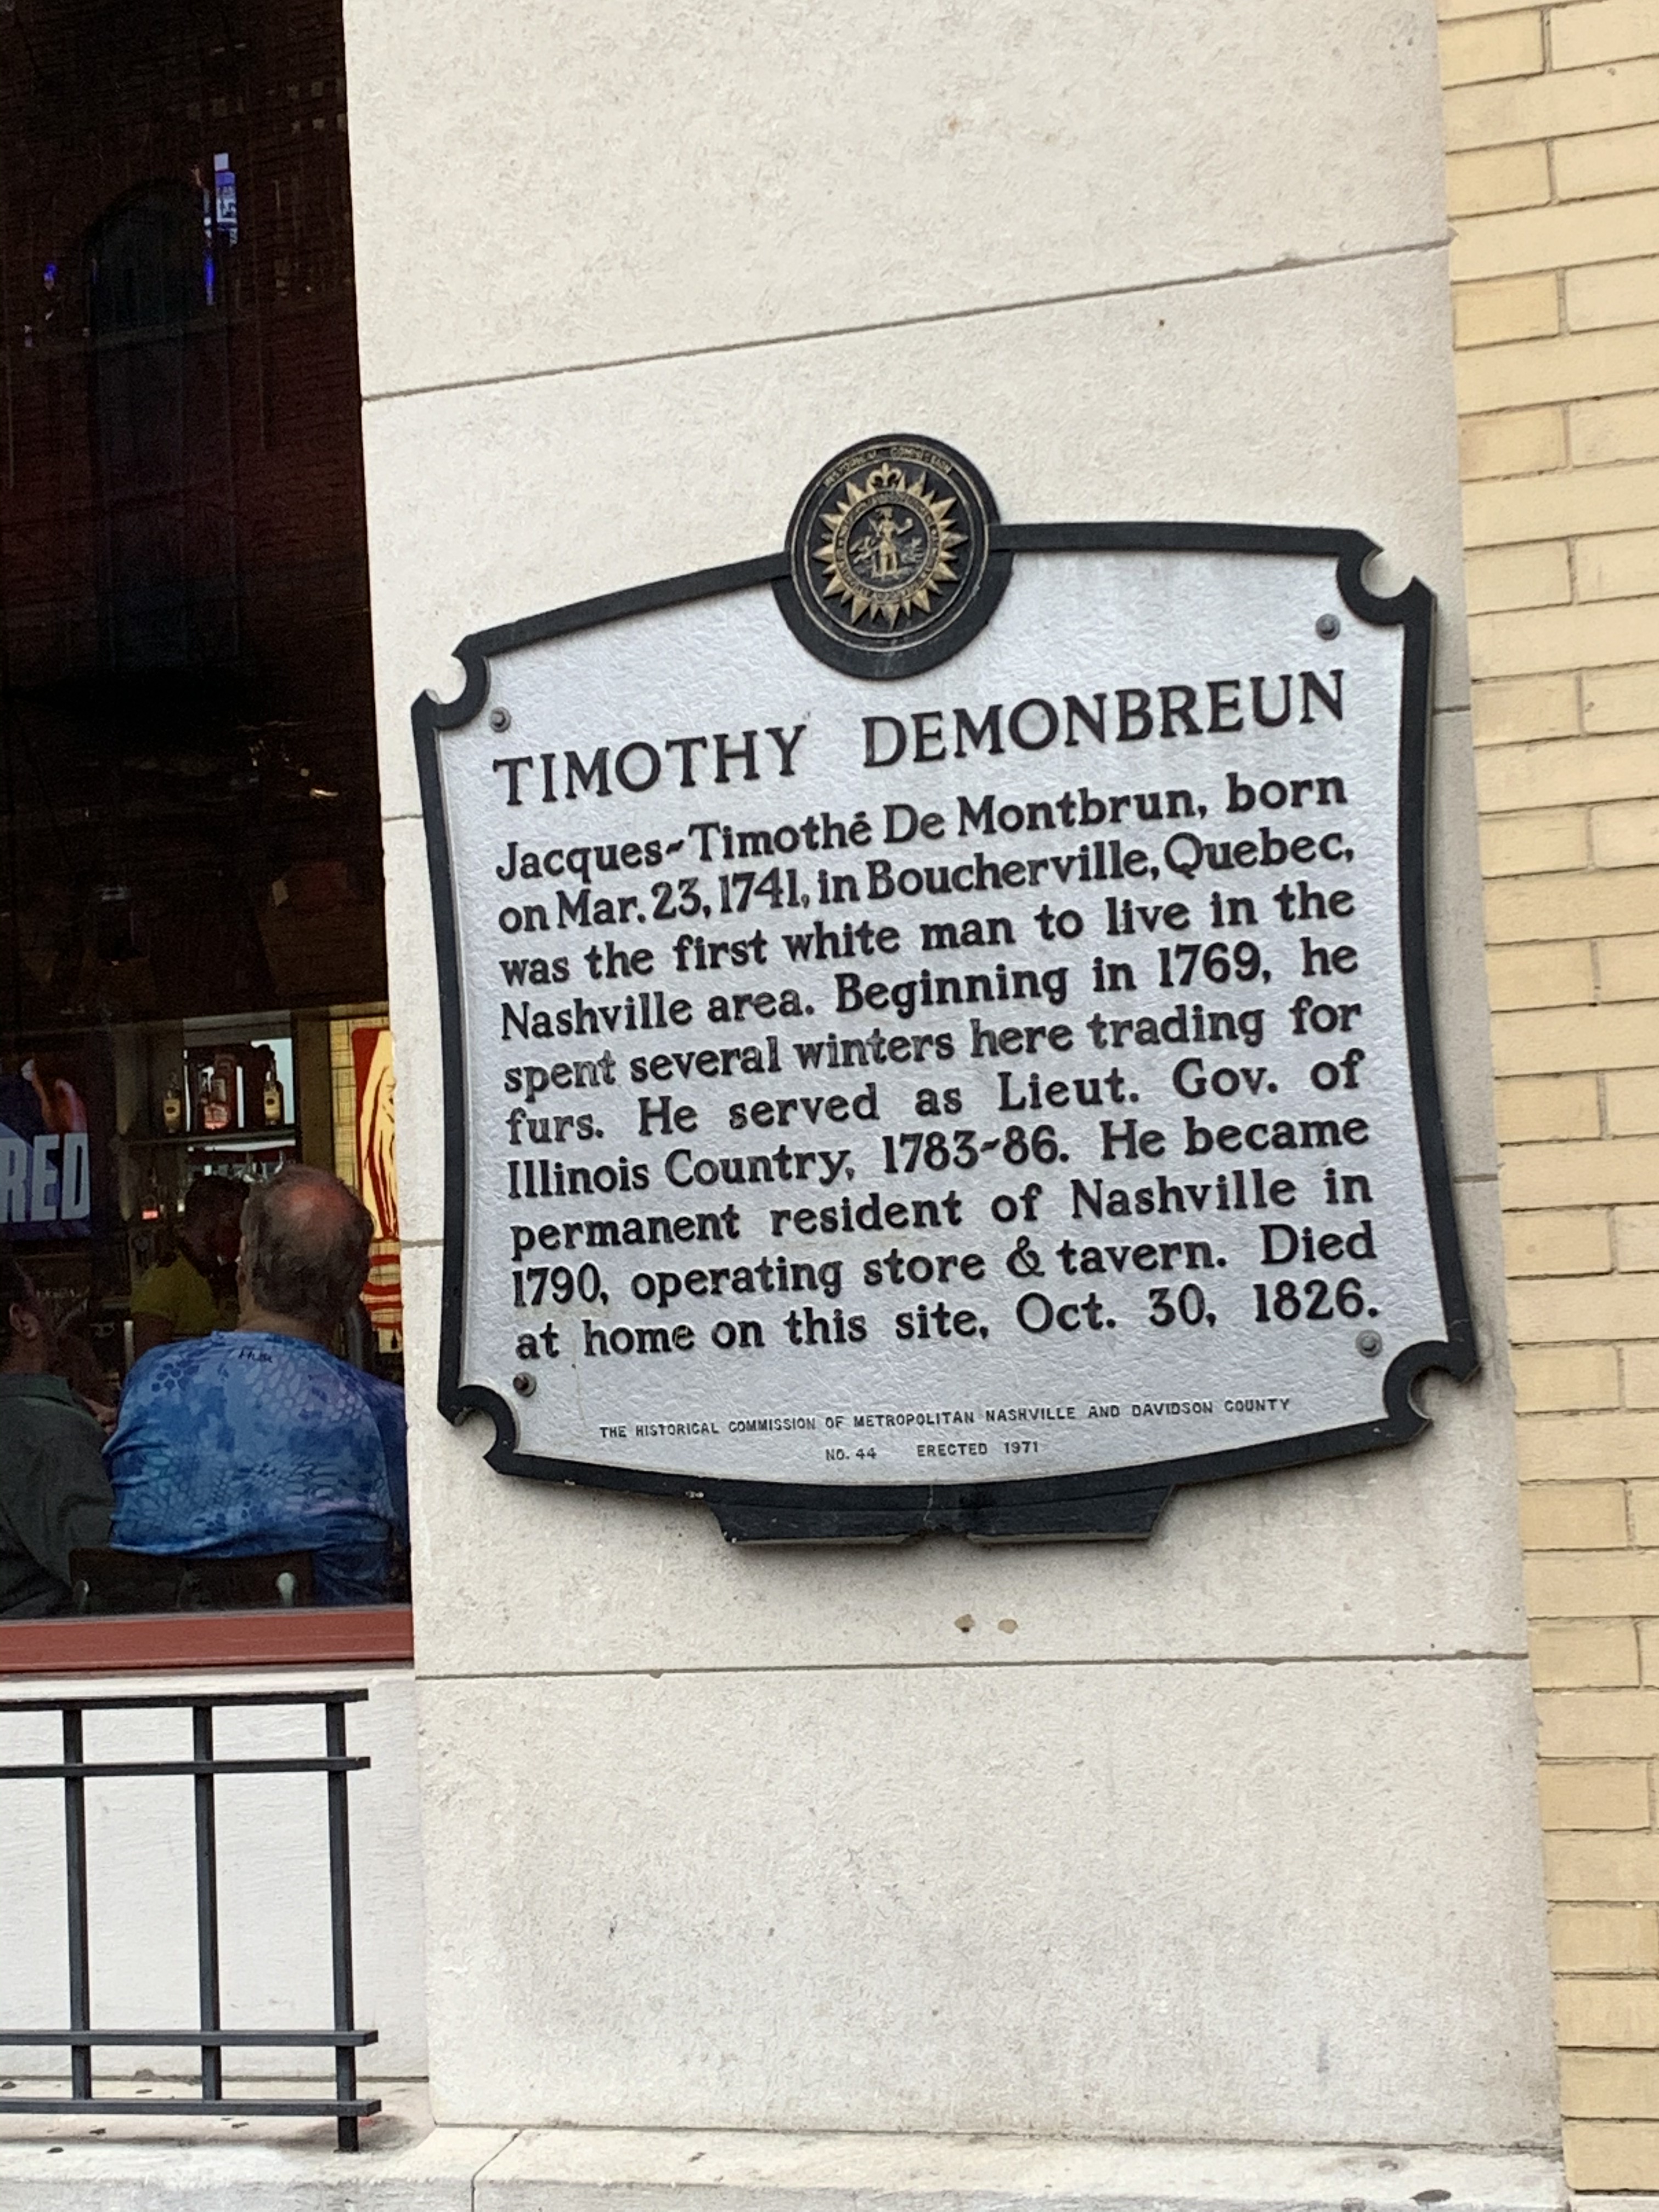 HISTORICAL COMMISSION
TIMOTHY DEMONBREUN
Jacques-Timothé De Montbrun, born
on Mar. 23, 1741, in Boucherville, Quebec,
was the first white man to live in the
Nashville area. Beginning in 1769, he
spent several winters here trading for
furs. He served as Lieut. Gov. of
Illinois Country, 1783-86. He became
permanent resident of Nashville in
1790, operating store & tavern. Died
at home on this site, Oct. 30, 1826.
THE HISTORICAL COMMISSION OF METROPOLITAN NASHVILLE AND DAVIDSON COUNTY
NO. 44 ERECTED 1971
RED
HUK